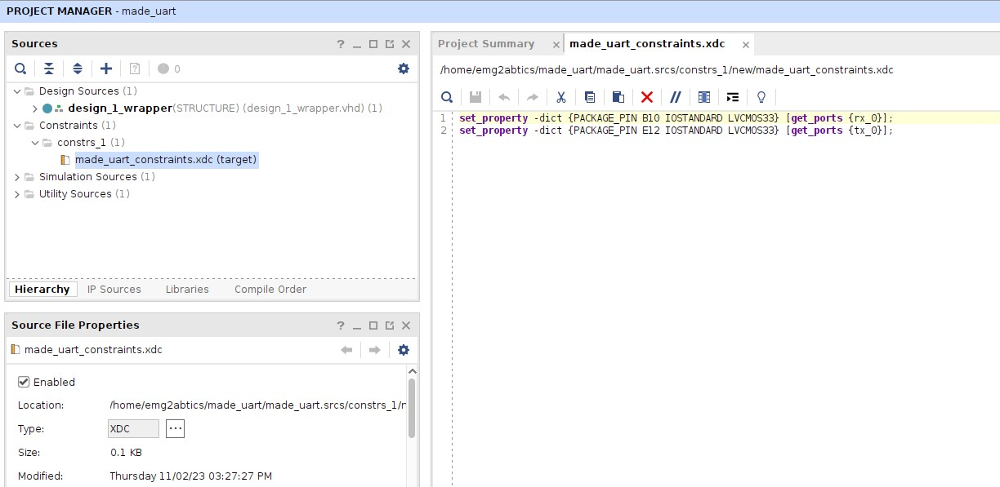 PROJECT MANAGER - made_uart
Sources
? _
0
Design Sources (1)
design_1_wrapper(STRUCTURE) (design_1_wrapper.vhd) (1)
Constraints (1)
constrs_1 (1)
made_uart_constraints.xdc (target)
Simulation Sources (1)
Utility Sources (1)
Hierarchy IP Sources Libraries Compile Order
Source File Properties
? _
made_uart_constraints.xdc
Enabled
Location: /home/emg2abtics/made_uart/made_uart.srcs/constrs_1/n
Type: XDC ...
Size: 0.1 KB
Modified: Thursday 11/02/23 03:27:27 PM
Project Summary × made_uart_constraints.xdc ×
/home/emg2abtics/made_uart/made_uart.srcs/constrs_1/new/made_uart_constraints.xdc
1 set_property -dict {PACKAGE_PIN B10 IOSTANDARD LVCMOS33} [get_ports {rx_0}];
2 set_property -dict {PACKAGE_PIN E12 IOSTANDARD LVCMOS33} [get_ports {tx_0}];